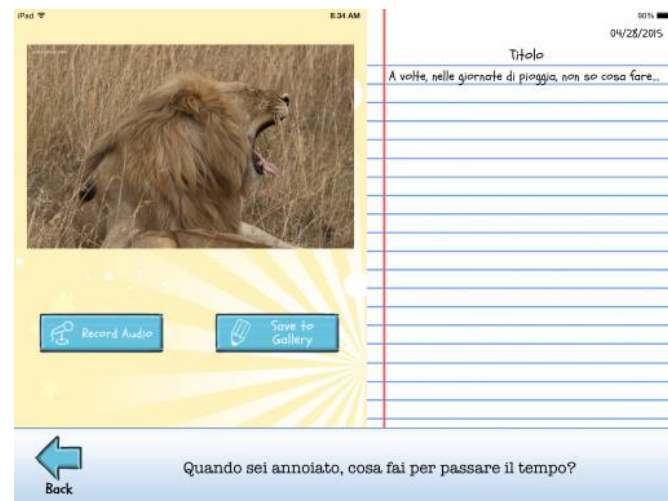 iPad
8:34 AM
90%
04/28/2015
Titolo
A volte, nelle giornate di pioggia, non so cosa fare...
Record Audio
Save to
Gallery
Back
Quando sei annoiato, cosa fai per passare il tempo?